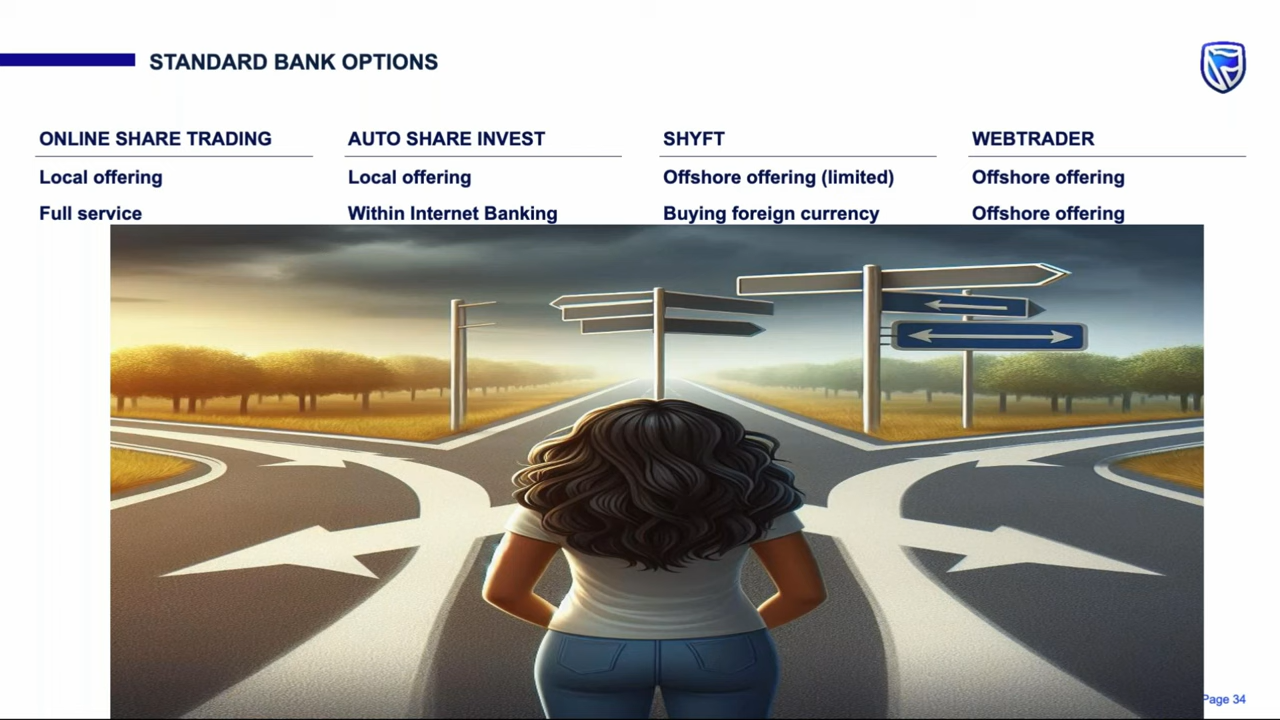 STANDARD BANK OPTIONS
ONLINE SHARE TRADING
Local offering
Full service
AUTO SHARE INVEST
Local offering
Within Internet Banking
SHYFT
Offshore offering (limited)
Buying foreign currency
WEBTRADER
Offshore offering
Offshore offering
Page 34